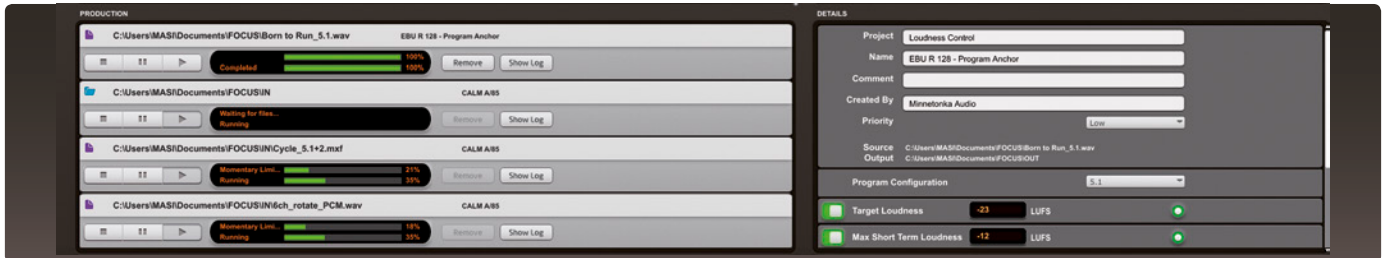 PRODUCTION
C:\Users\MASI\Documents\FOCUS\Born to Run_5.1.wav EBU R 128 - Program Anchor
100%
Completed 100% Remove Show Log
C:\Users\MASI\Documents\FOCUS\IN CALM A/85
Waiting for files...
Running Remove Show Log
C:\Users\MASI\Documents\FOCUS\IN\Cycle_5.1+2.mxf CALM A/85
Momentary Limi... 21%
Running 35% Remove Show Log
C:\Users\MASI\Documents\FOCUS\IN\6ch_rotate_PCM.wav CALM A/85
Momentary Limi... 18%
Running 35% Remove Show Log
DETAILS
Project Loudness Control
Name EBU R 128 - Program Anchor
Comment
Created By Minnetonka Audio
Priority Low
Source C:\Users\MASI\Documents\FOCUS\Born to Run_5.1.wav
Output C:\Users\MASI\Documents\FOCUS\OUT
Program Configuration 5.1
Target Loudness -23 LUFS
Max Short Term Loudness -12 LUFS